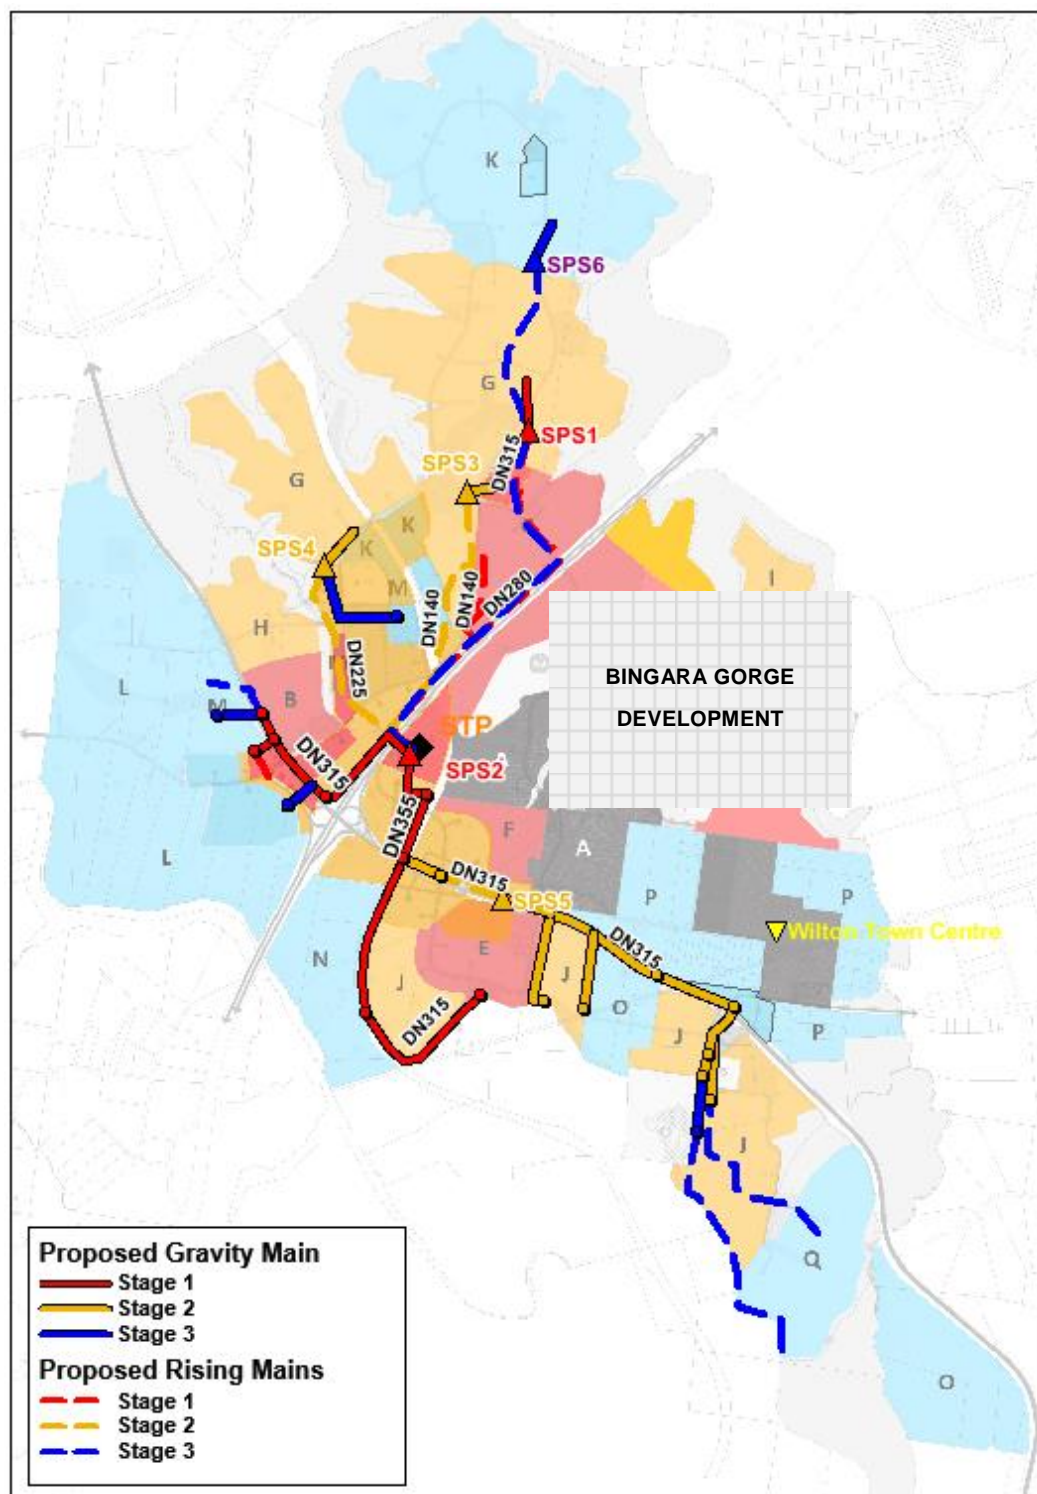 K
SPS6
G
SPS1
SPS3
DN315
G
K
SPS4
K
M
I
DN280
DN140
DN140
H
BINGARA GORGE
DEVELOPMENT
DN225
L
B
M
STP
SPS2
DN315
DN355
F
A
L
DN315
SPS5
P
P
Wilton Town Centre
N
E
J
J
DN315
O
DN315
J
P
J
Q
O
Proposed Gravity Main
Stage 1
Stage 2
Stage 3
Proposed Rising Mains
Stage 1
Stage 2
Stage 3